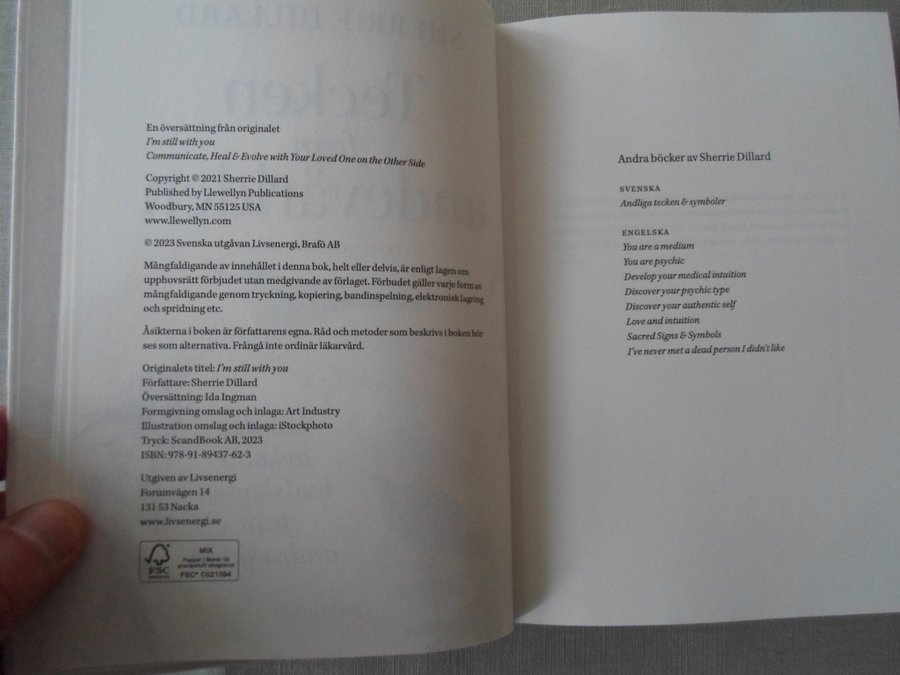 En översättning från originalet
I'm still with you
Communicate, Heal & Evolve with Your Loved One on the Other Side
Copyright © 2021 Sherrie Dillard
Published by Llewellyn Publications
Woodbury, MN 55125 USA
www.llewellyn.com
© 2023 Svenska utgåvan Livsenergi, Brafö AB
Mångfaldigande av innehållet i denna bok, helt eller delvis, är enligt lagen om
upphovsrätt förbjudet utan medgivande av förlaget. Förbudet gäller varje form av
mångfaldigande genom tryckning, kopiering, bandinspelning, elektronisk lagring
och spridning etc.
Åsikterna i boken är författarens egna. Råd och metoder som beskrivs i boken bör
ses som alternativa. Frångå inte ordinär läkarvård.
Originalets titel: I'm still with you
Författare: Sherrie Dillard
Översättning: Ida Ingman
Formgivning omslag och inlaga: Art Industry
Illustration omslag och inlaga: iStockphoto
Tryck: ScandBook AB, 2023
ISBN: 978-91-89437-62-3
Utgiven av Livsenergi
Forumvägen 14
131 53 Nacka
www.livsenergi.se
FSC
MIX
Papper | Bidrar till
ansvarsfullt skogsbruk
FSC® C021394
Andra böcker av Sherrie Dillard
SVENSKA
Andliga tecken & symboler
ENGELSKA
You are a medium
You are psychic
Develop your medical intuition
Discover your psychic type
Discover your authentic self
Love and intuition
Sacred Signs & Symbols
I've never met a dead person I didn't like